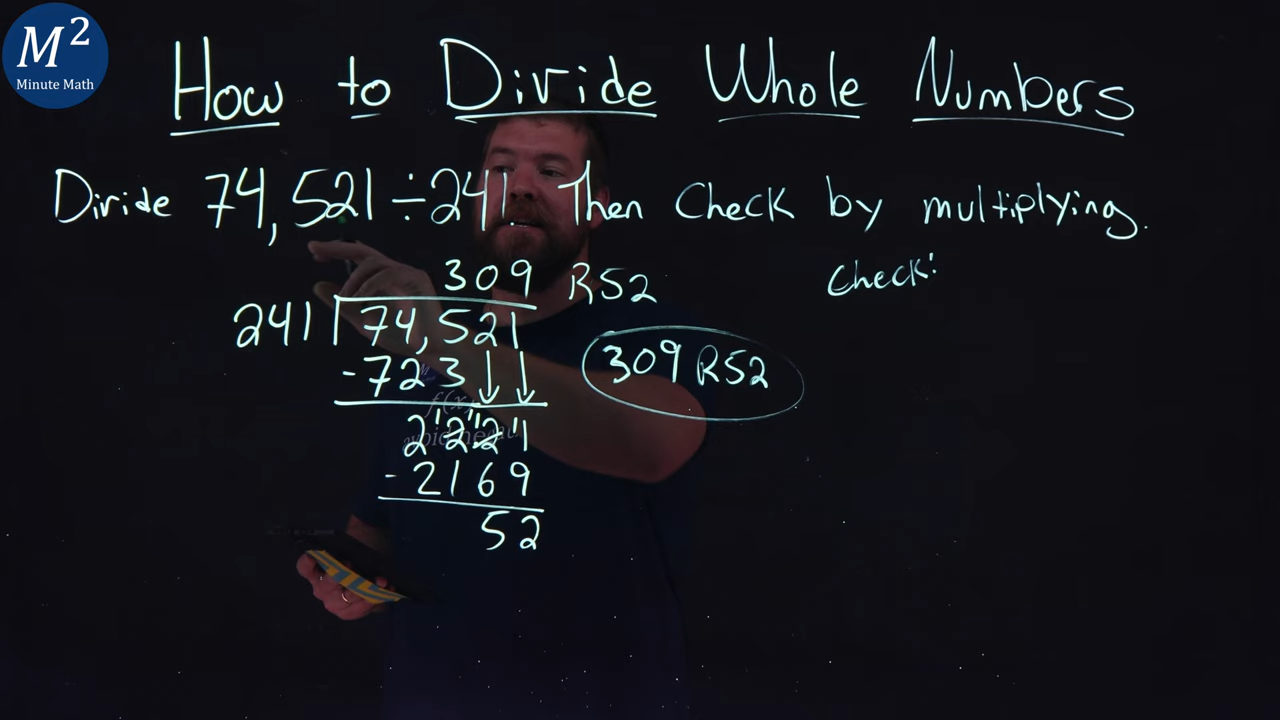 M²
Minute Math
How to Divide Whole Numbers
Divide 74,521 ÷ 241. Then Check by multiplying.
Check:
309 R52
241 74,521
-723
309 R52
2221
-2169
52